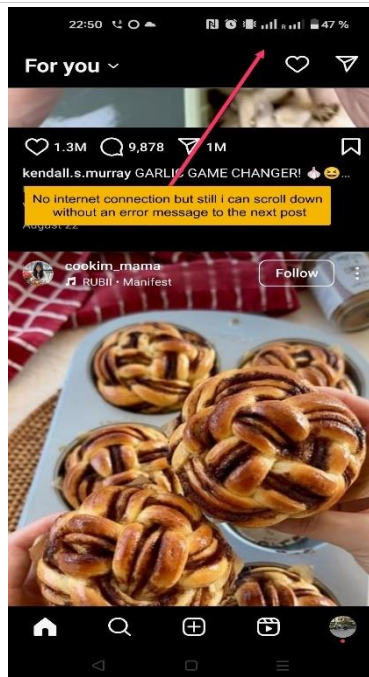 22:50 47 %
For you
1.3M 9,878 1M
kendall.s.murray GARLIC GAME CHANGER! 🧄😆...
No internet connection but still i can scroll down
without an error message to the next post
August 22
cookim_mama
RUBII • Manifest
Follow